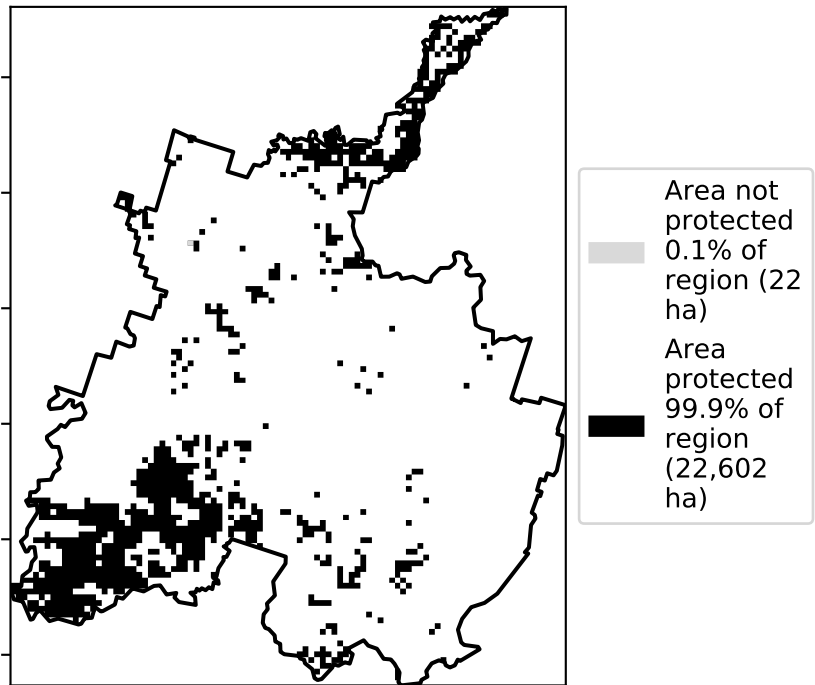 Area not
protected
0.1% of
region (22
ha)
Area
protected
99.9% of
region
(22,602
ha)